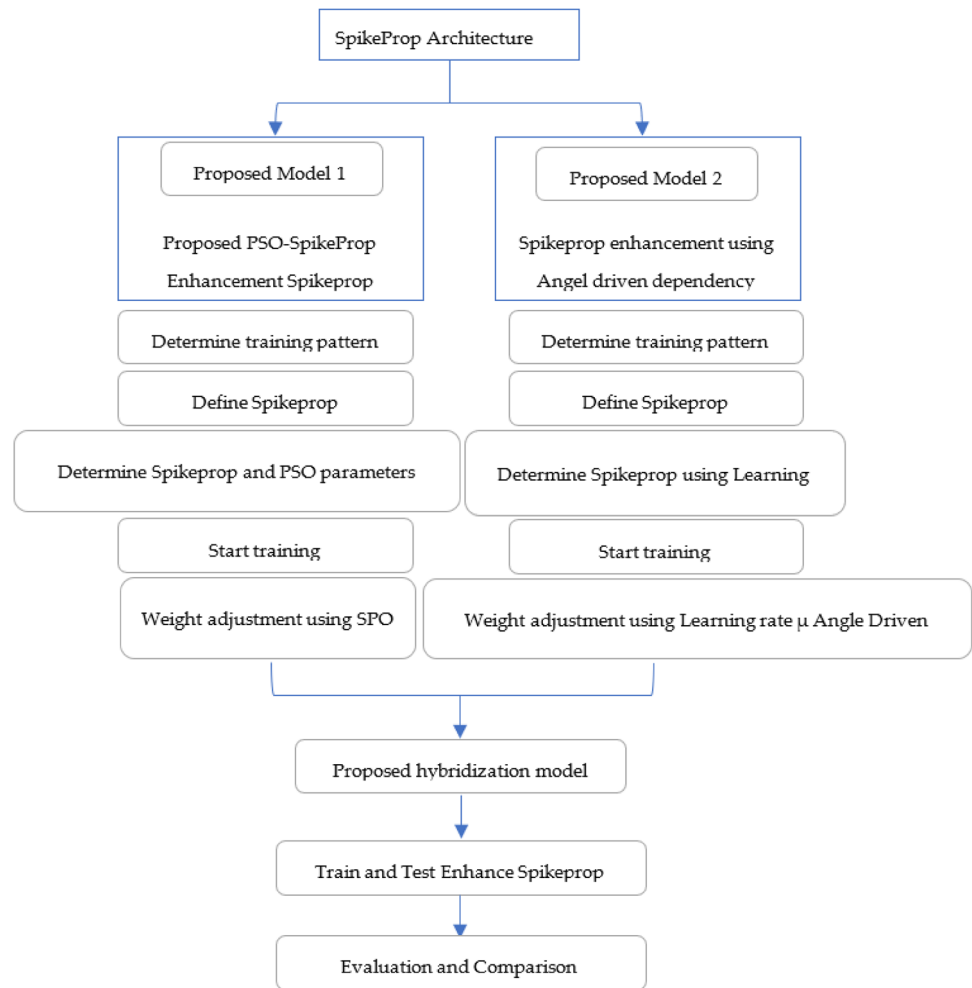 SpikeProp Architecture
Proposed Model 1
Proposed PSO-SpikeProp
Enhancement Spikeprop
Proposed Model 2
Spikeprop enhancement using
Angel driven dependency
Determine training pattern
Determine training pattern
Define Spikeprop
Define Spikeprop
Determine Spikeprop and PSO parameters
Determine Spikeprop using Learning
Start training
Start training
Weight adjustment using SPO
Weight adjustment using Learning rate μ Angle Driven
Proposed hybridization model
Train and Test Enhance Spikeprop
Evaluation and Comparison